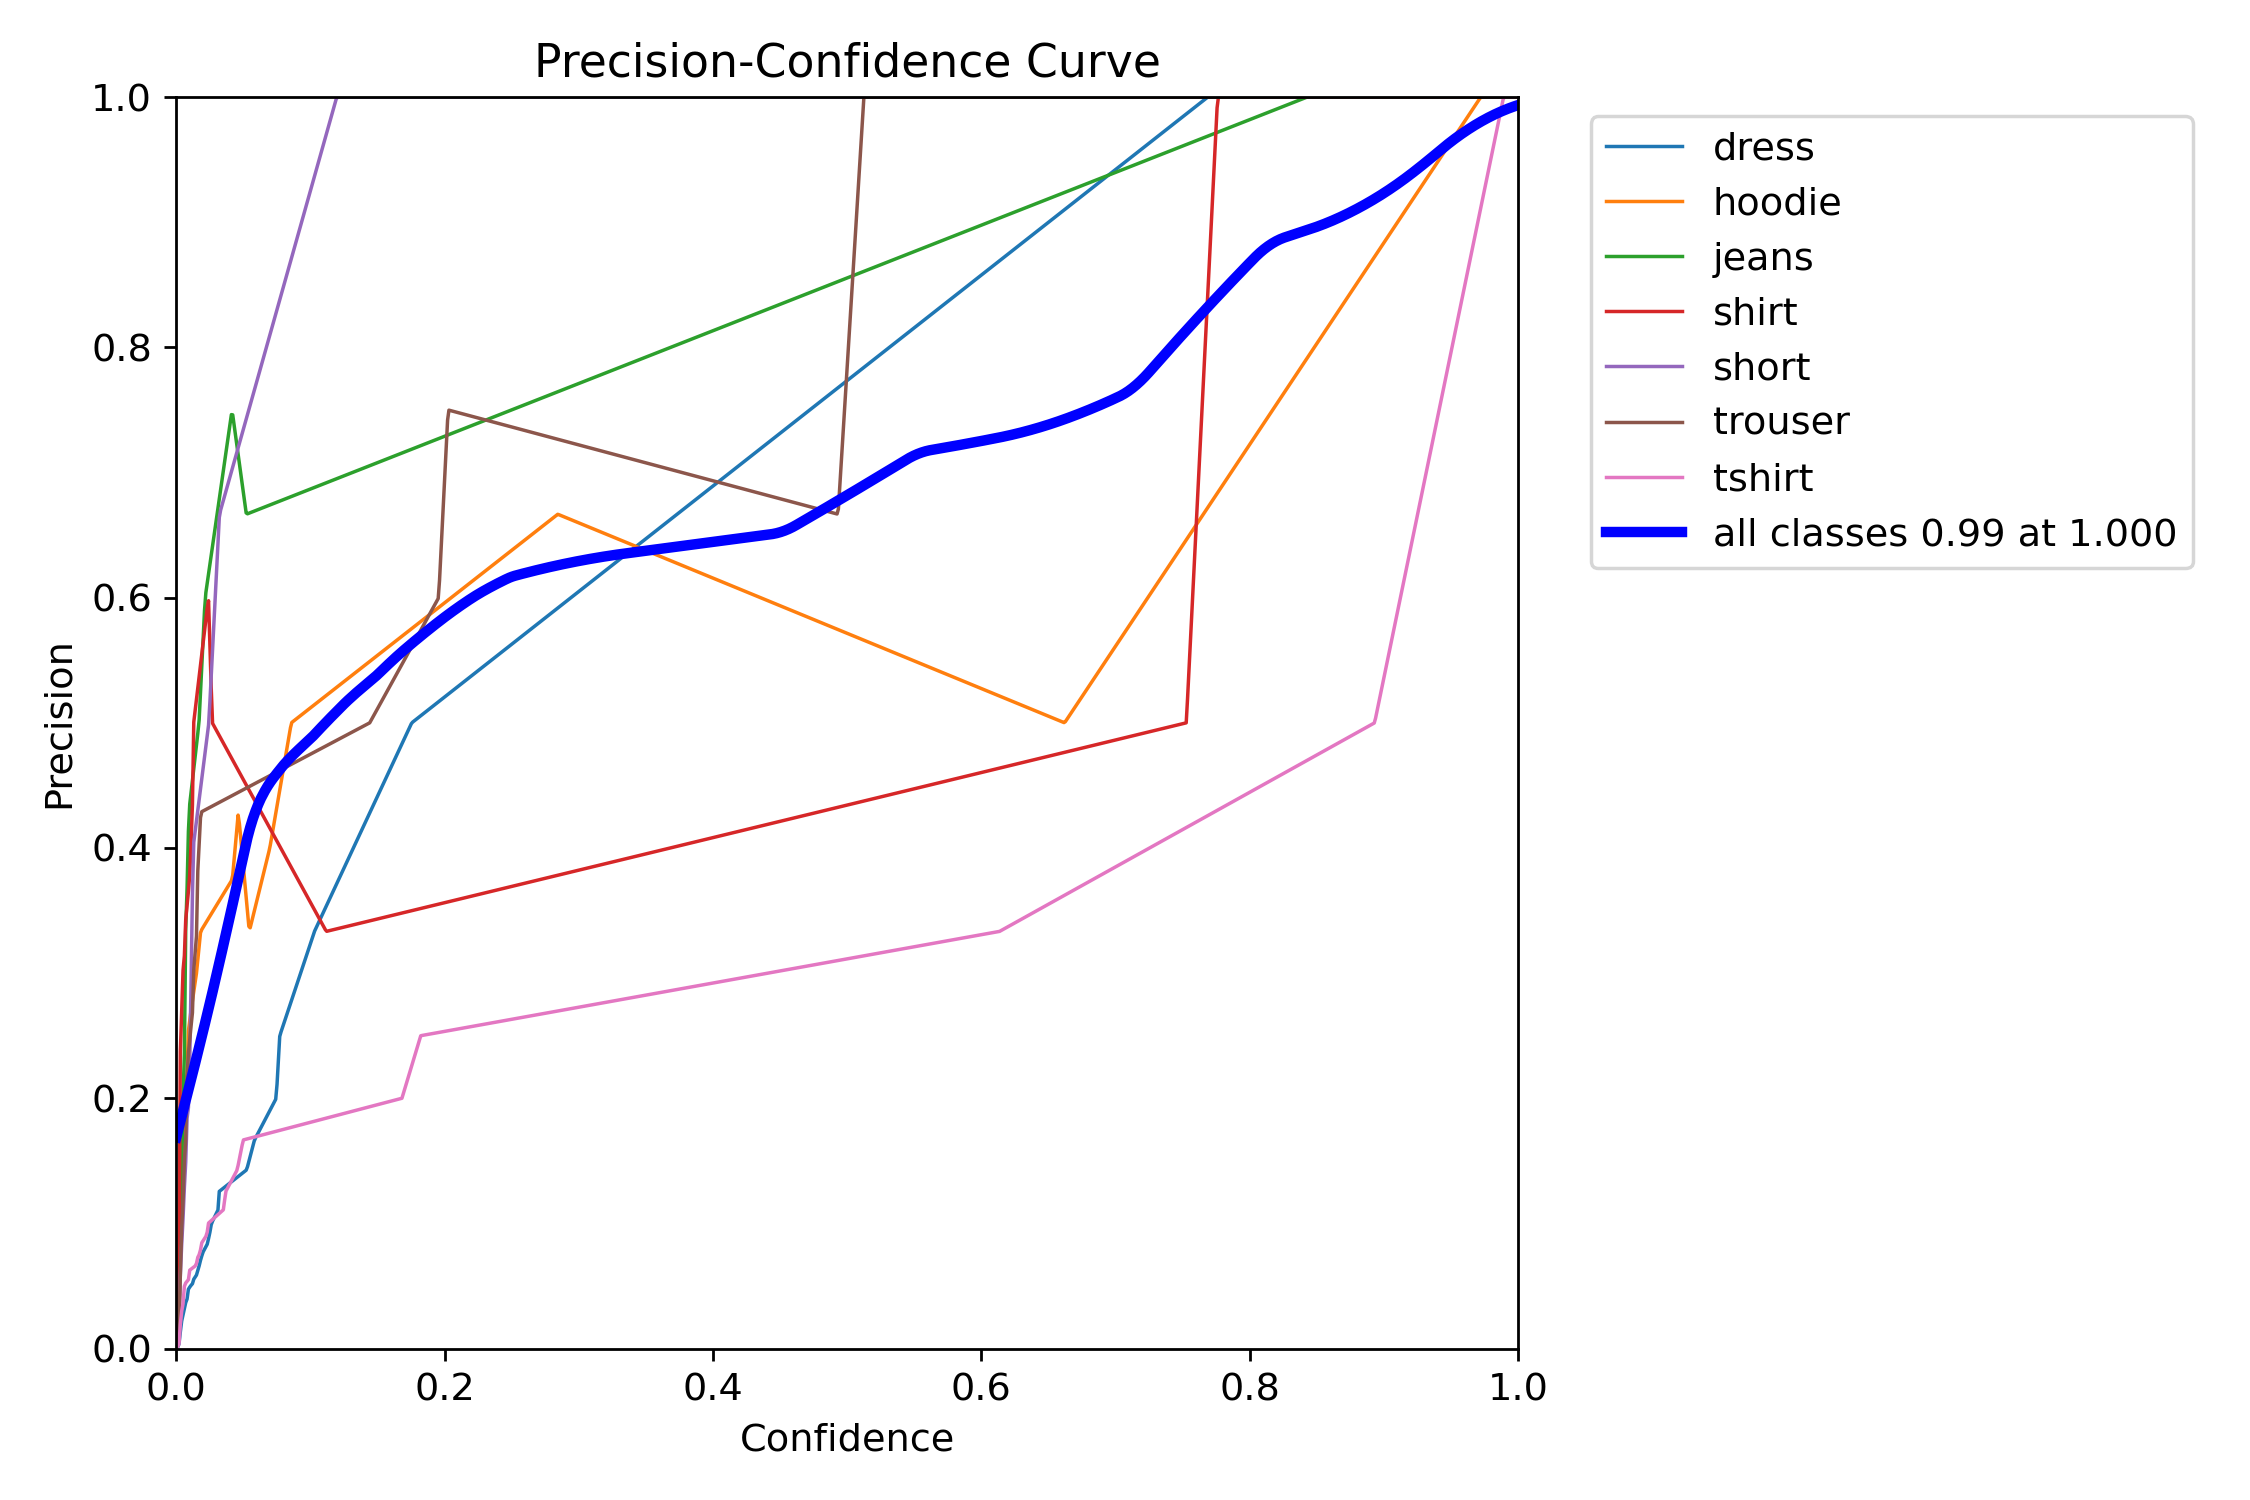 Precision-Confidence Curve
1.0
0.8
0.6
0.4
0.2
0.0
Precision
0.0 0.2 0.4 0.6 0.8 1.0
Confidence
dress
hoodie
jeans
shirt
short
trouser
tshirt
all classes 0.99 at 1.000